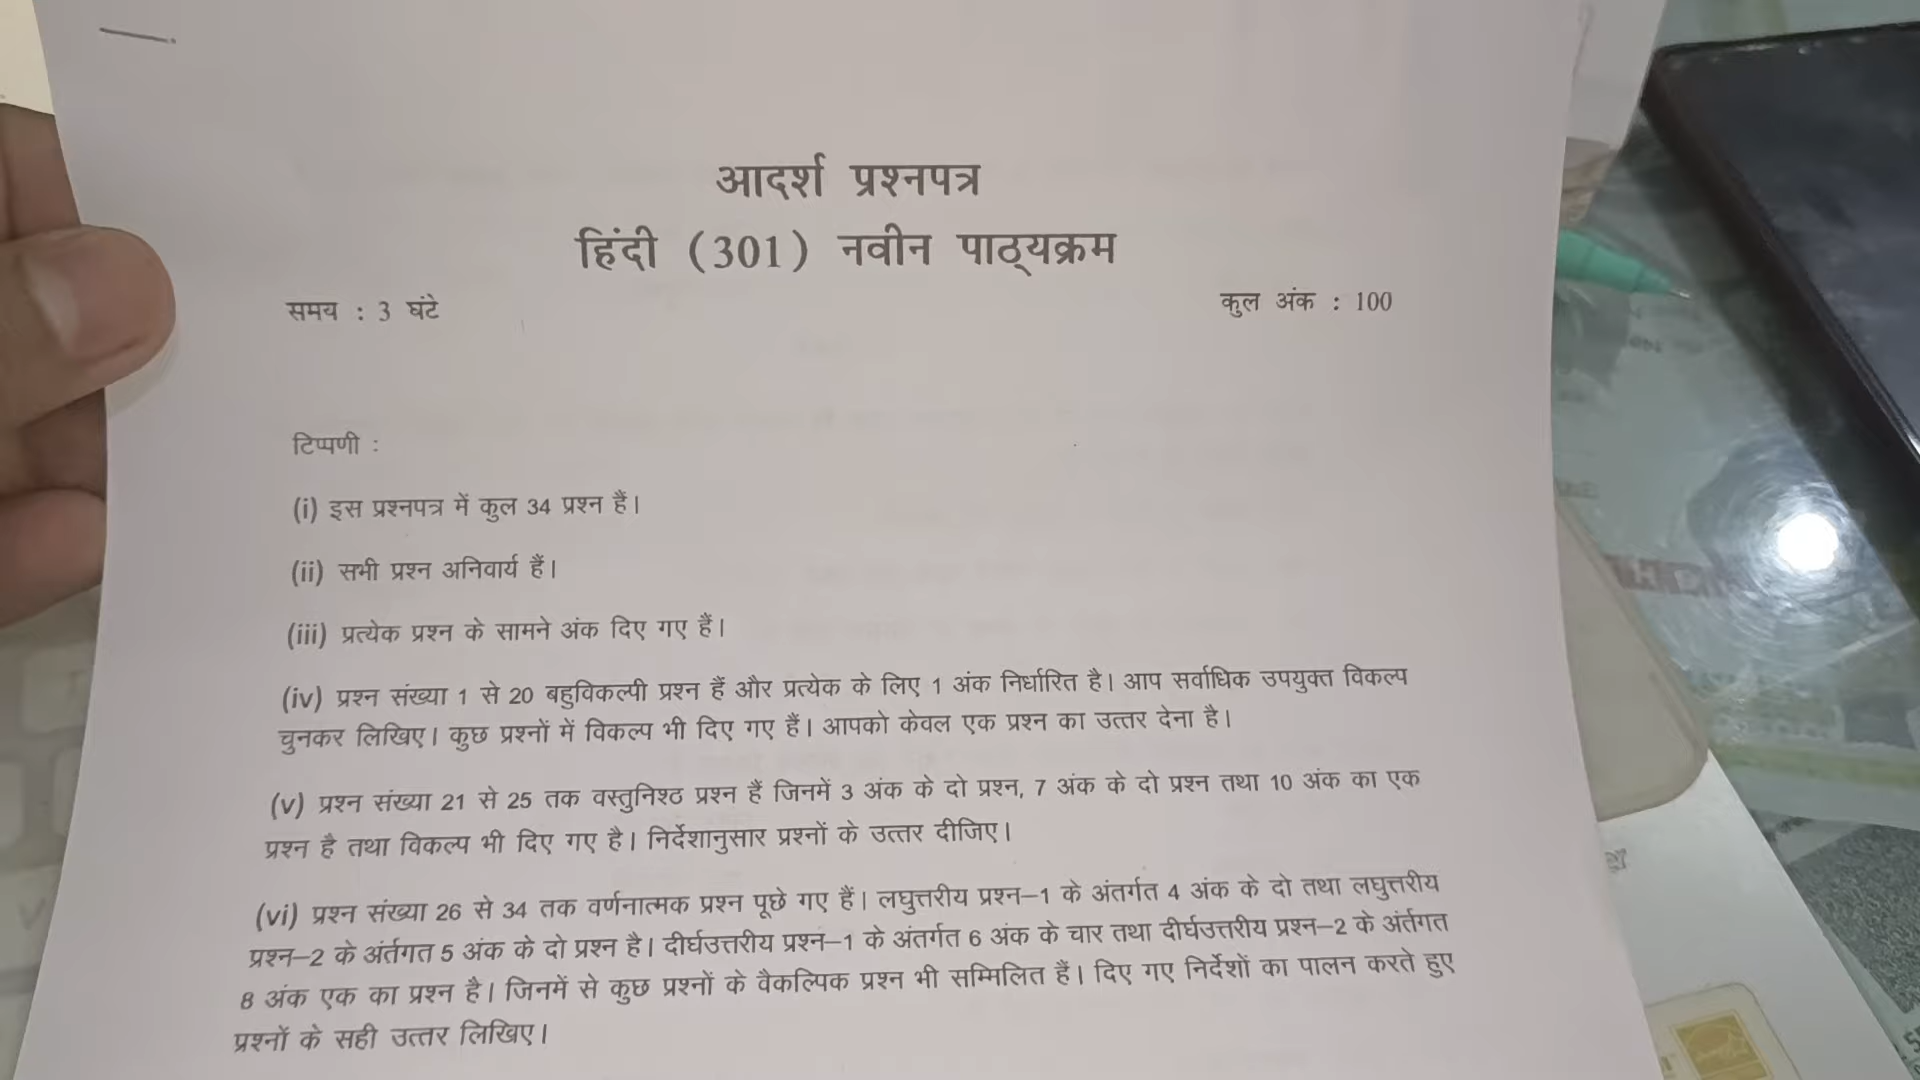 आदर्श प्रश्नपत्र
हिंदी (301) नवीन पाठ्यक्रम
समय : 3 घंटे
कुल अंक : 100
टिप्पणी :
(i) इस प्रश्नपत्र में कुल 34 प्रश्न हैं।
(ii) सभी प्रश्न अनिवार्य हैं।
(iii) प्रत्येक प्रश्न के सामने अंक दिए गए हैं।
(iv) प्रश्न संख्या 1 से 20 बहुविकल्पी प्रश्न हैं और प्रत्येक के लिए 1 अंक निर्धारित है। आप सर्वाधिक उपयुक्त विकल्प
चुनकर लिखिए। कुछ प्रश्नों में विकल्प भी दिए गए हैं। आपको केवल एक प्रश्न का उत्तर देना है।
(v) प्रश्न संख्या 21 से 25 तक वस्तुनिश्ठ प्रश्न हैं जिनमें 3 अंक के दो प्रश्न, 7 अंक के दो प्रश्न तथा 10 अंक का एक
प्रश्न है तथा विकल्प भी दिए गए है। निर्देशानुसार प्रश्नों के उत्तर दीजिए।
(vi) प्रश्न संख्या 26 से 34 तक वर्णनात्मक प्रश्न पूछे गए हैं। लघुत्तरीय प्रश्न–1 के अंतर्गत 4 अंक के दो तथा लघुत्तरीय
प्रश्न–2 के अंर्तगत 5 अंक के दो प्रश्न है। दीर्घउत्तरीय प्रश्न–1 के अंतर्गत 6 अंक के चार तथा दीर्घउत्तरीय प्रश्न–2 के अंर्तगत
8 अंक एक का प्रश्न है। जिनमें से कुछ प्रश्नों के वैकल्पिक प्रश्न भी सम्मिलित हैं। दिए गए निर्देशों का पालन करते हुए
प्रश्नों के सही उत्तर लिखिए।